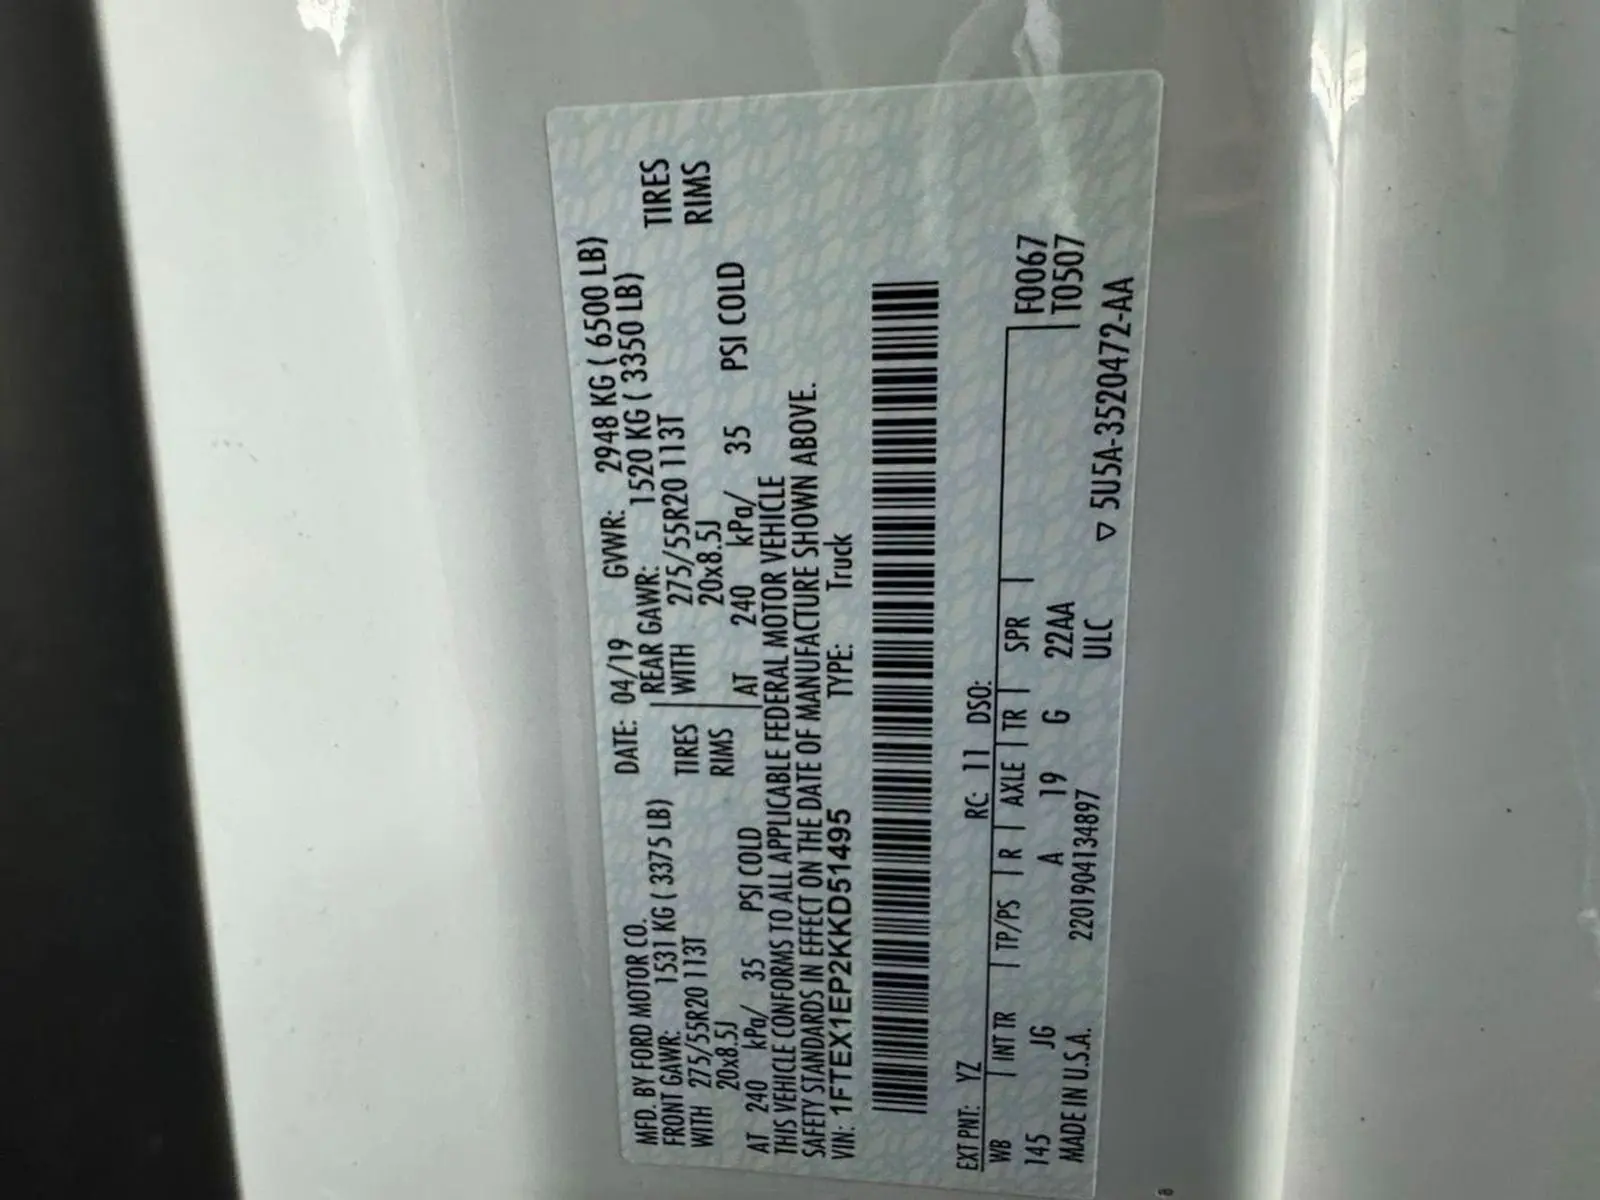 MFD. BY FORD MOTOR CO.
DATE: 04/19 GVWR: 2948 KG ( 6500 LB)
FRONT GAWR: 1531 KG ( 3375 LB) REAR GAWR: 1520 KG ( 3350 LB)
WITH 275/55R20 113T TIRES WITH 275/55R20 113T TIRES
20x8.5J RIMS 20x8.5J RIMS
AT 240 kPa/ 35 PSI COLD AT 240 kPa/ 35 PSI COLD
THIS VEHICLE CONFORMS TO ALL APPLICABLE FEDERAL MOTOR VEHICLE
SAFETY STANDARDS IN EFFECT ON THE DATE OF MANUFACTURE SHOWN ABOVE.
VIN: 1FTEX1EP2KKD51495 TYPE: Truck
EXT PNT: YZ RC: 11 DSO:
WB INT TR TP/PS R AXLE TR SPR F0067
145 JG A 19 G 22AA T0507
MADE IN U.S.A. 2201904134897 ULC
▽ 5U5A-3520472-AA